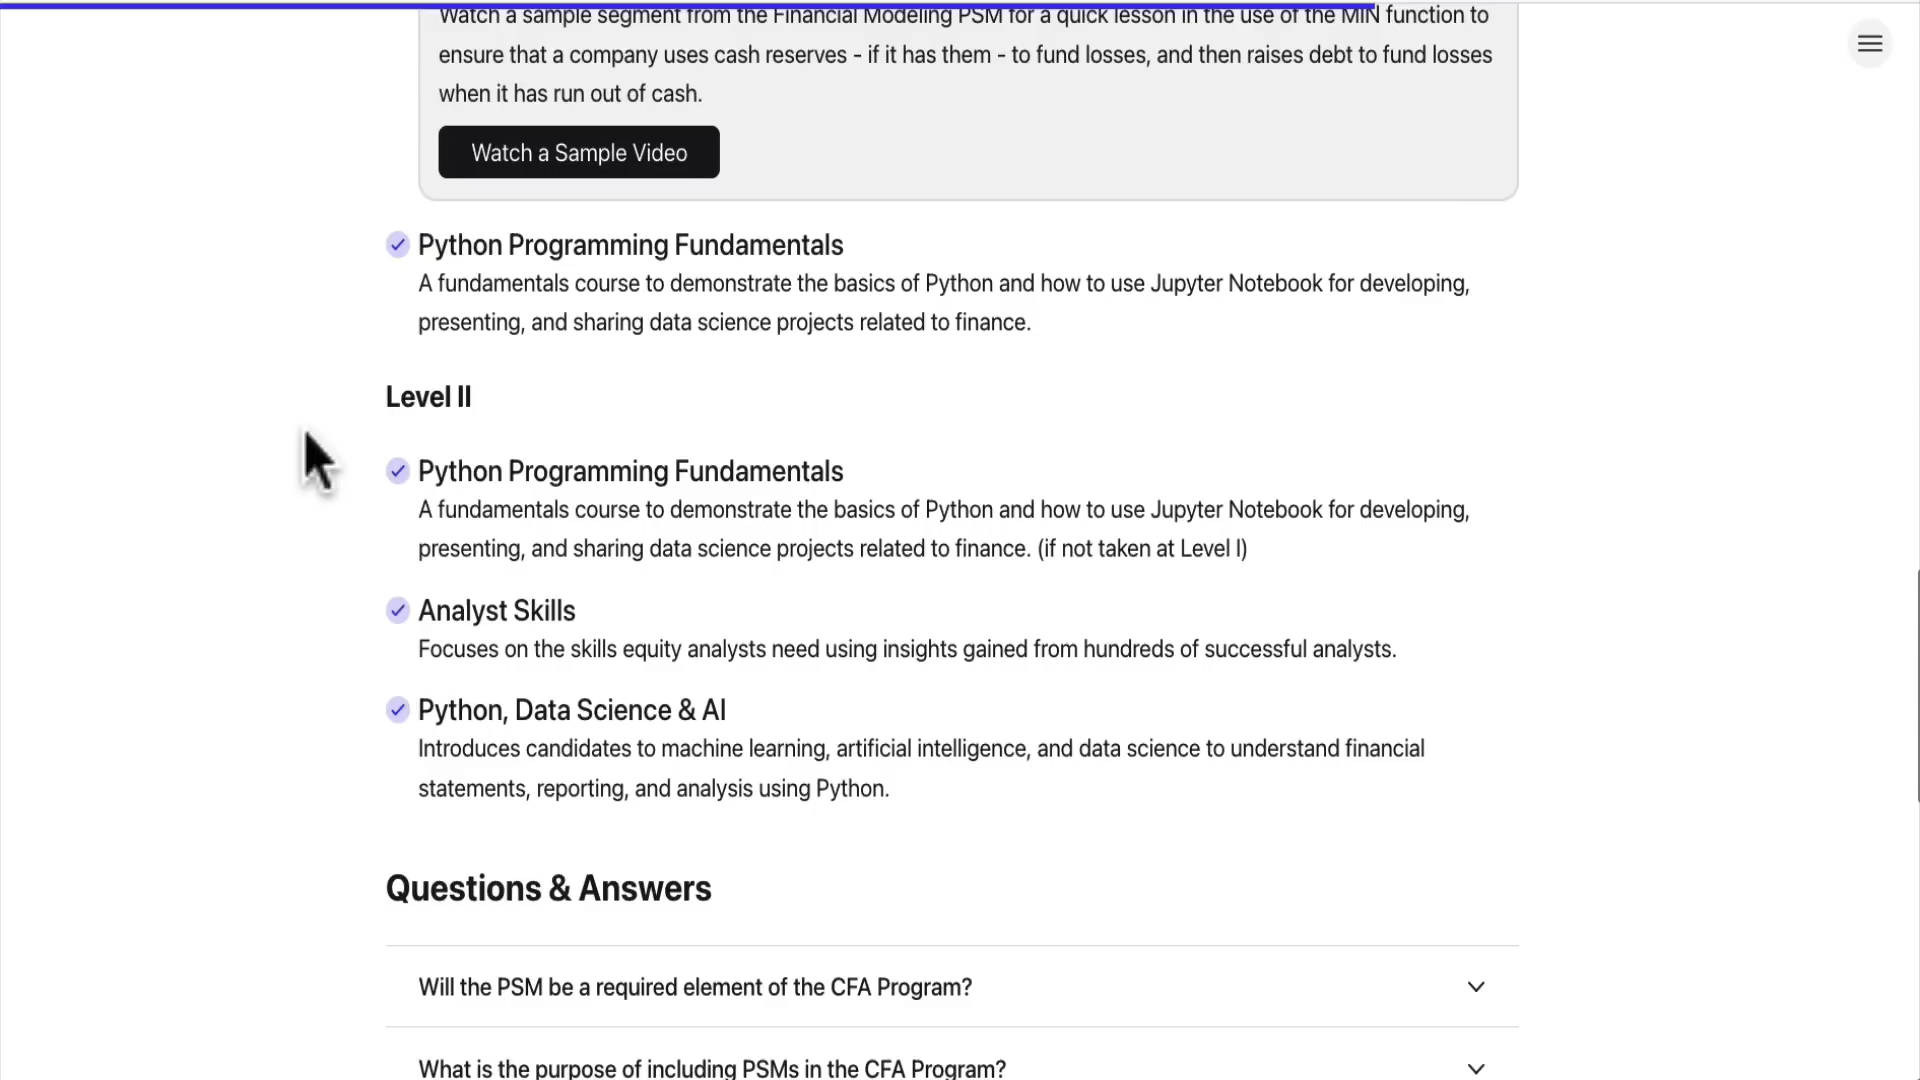 Watch a sample segment from the Financial Modeling PSM for a quick lesson in the use of the MIN function to
ensure that a company uses cash reserves - if it has them - to fund losses, and then raises debt to fund losses
when it has run out of cash.
Watch a Sample Video
Python Programming Fundamentals
A fundamentals course to demonstrate the basics of Python and how to use Jupyter Notebook for developing,
presenting, and sharing data science projects related to finance.
Level II
Python Programming Fundamentals
A fundamentals course to demonstrate the basics of Python and how to use Jupyter Notebook for developing,
presenting, and sharing data science projects related to finance. (if not taken at Level I)
Analyst Skills
Focuses on the skills equity analysts need using insights gained from hundreds of successful analysts.
Python, Data Science & AI
Introduces candidates to machine learning, artificial intelligence, and data science to understand financial
statements, reporting, and analysis using Python.
Questions & Answers
Will the PSM be a required element of the CFA Program?
What is the purpose of including PSMs in the CFA Program?